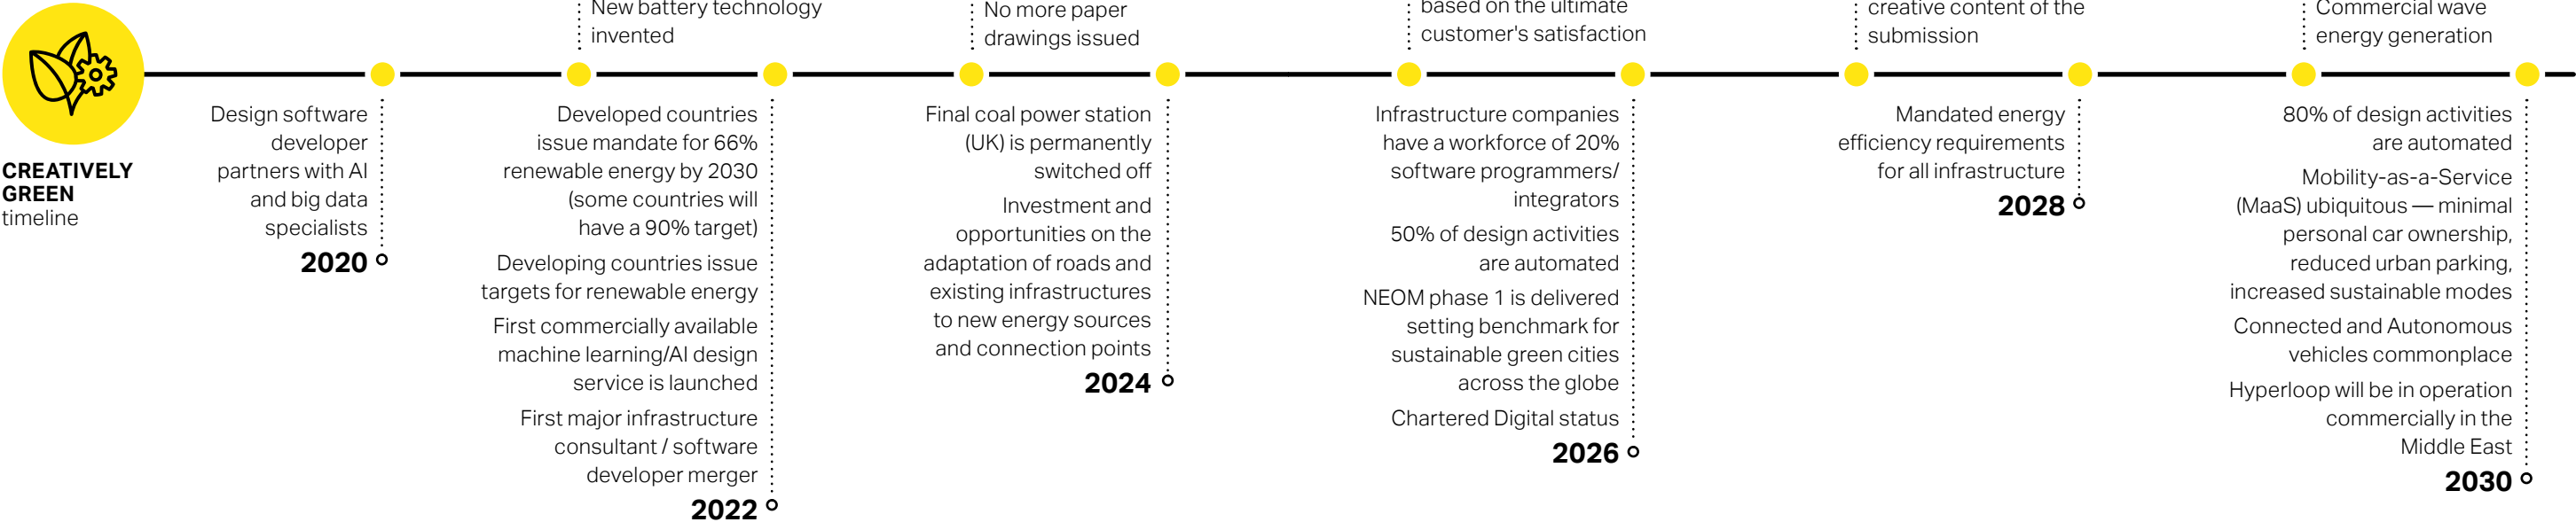 New battery technology
invented
No more paper
drawings issued
based on the ultimate
customer's satisfaction
creative content of the
submission
Commercial wave
energy generation
CREATIVELY
GREEN
timeline
Design software
developer
partners with AI
and big data
specialists
2020
Developed countries
issue mandate for 66%
renewable energy by 2030
(some countries will
have a 90% target)
Developing countries issue
targets for renewable energy
First commercially available
machine learning/AI design
service is launched
First major infrastructure
consultant / software
developer merger
2022
Final coal power station
(UK) is permanently
switched off
Investment and
opportunities on the
adaptation of roads and
existing infrastructures
to new energy sources
and connection points
2024
Infrastructure companies
have a workforce of 20%
software programmers/
integrators
50% of design activities
are automated
NEOM phase 1 is delivered
setting benchmark for
sustainable green cities
across the globe
Chartered Digital status
2026
Mandated energy
efficiency requirements
for all infrastructure
2028
80% of design activities
are automated
Mobility-as-a-Service
(MaaS) ubiquitous — minimal
personal car ownership,
reduced urban parking,
increased sustainable modes
Connected and Autonomous
vehicles commonplace
Hyperloop will be in operation
commercially in the
Middle East
2030